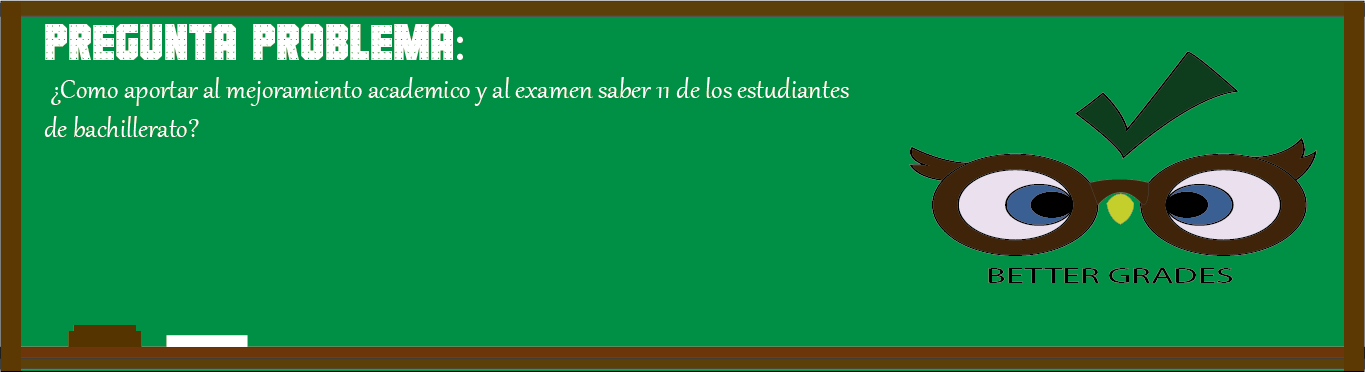 PREGUNTA PROBLEMA:
¿Como aportar al mejoramiento academico y al examen saber 11 de los estudiantes
de bachillerato?
BETTER GRADES